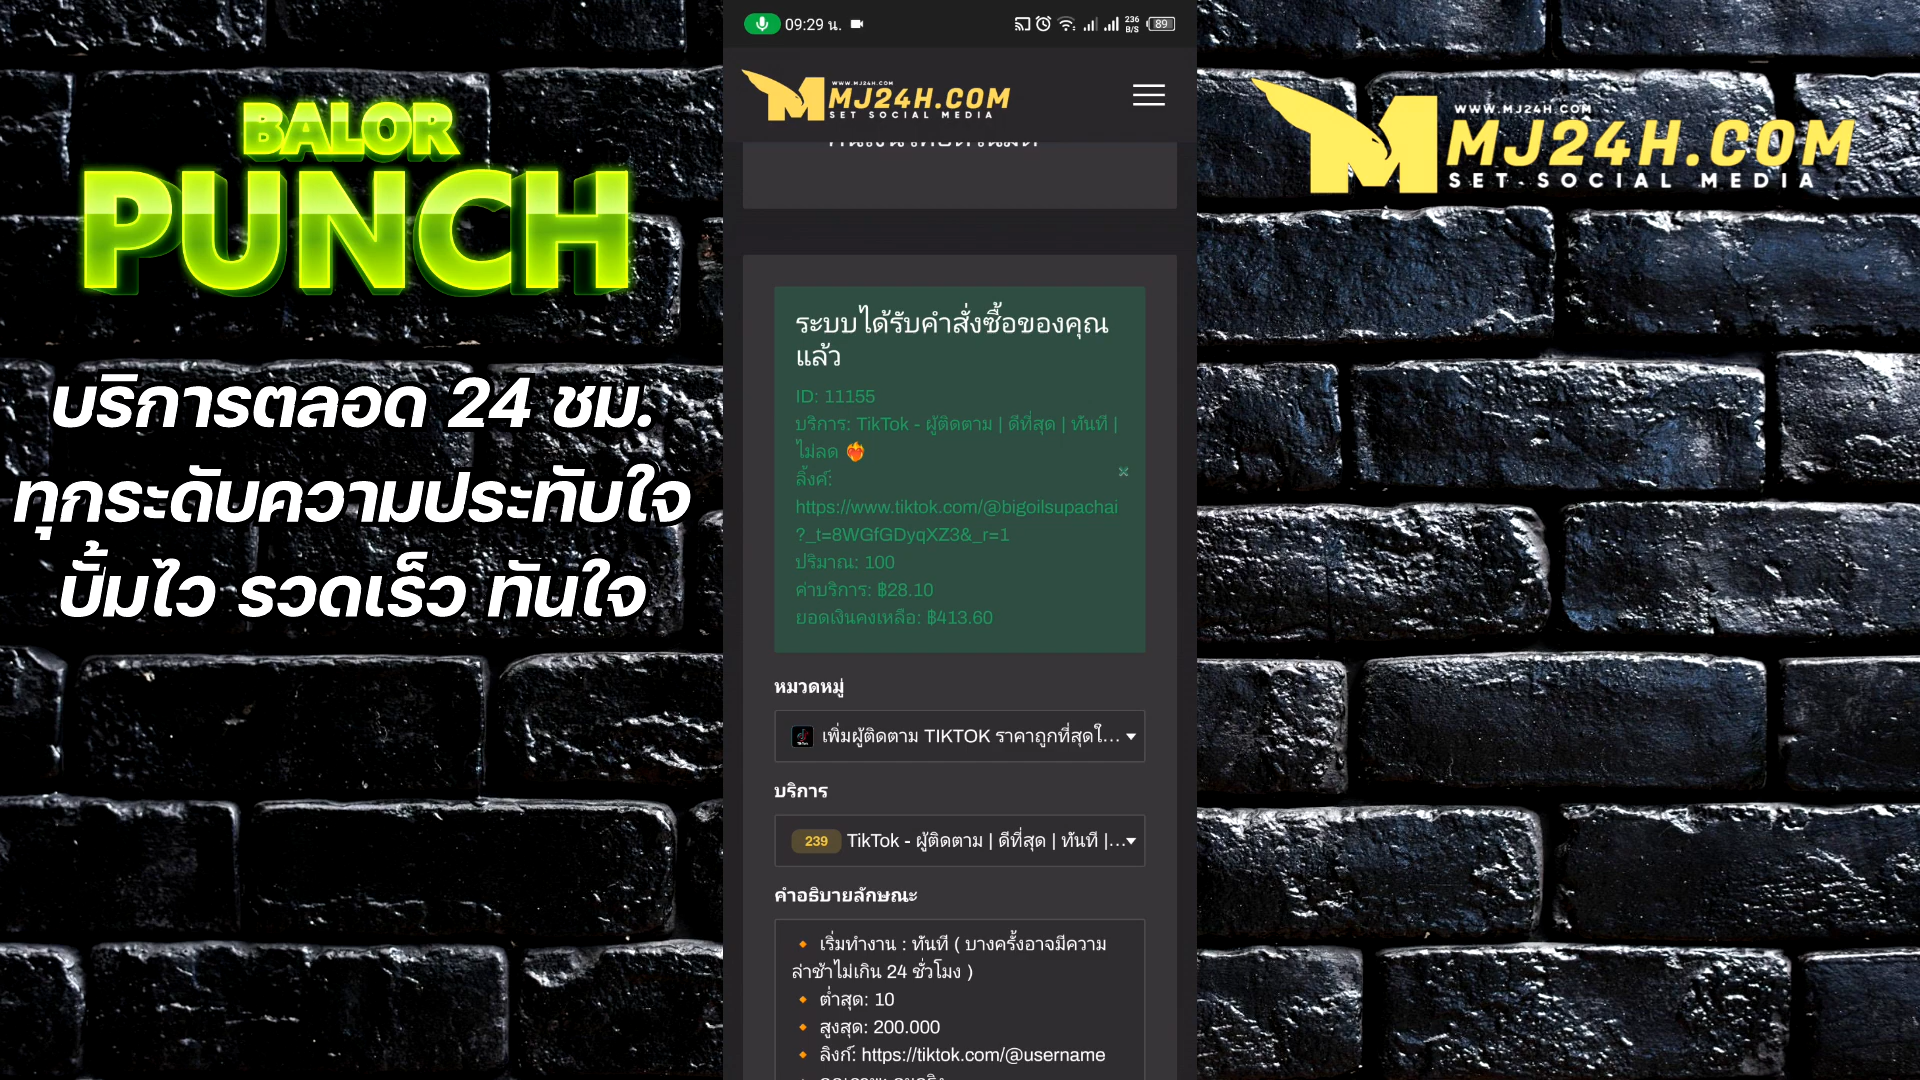 BALOR
PUNCH
บริการตลอด 24 ชม.
ทุกระดับความประทับใจ
ปั้มไว รวดเร็ว ทันใจ
09:29 น.
236
B/S
89
WWW.MJ24H.COM
MJ24H.COM
SET SOCIAL MEDIA
ระบบได้รับคำสั่งซื้อของคุณ
แล้ว
ID: 11155
บริการ: TikTok - ผู้ติดตาม | ดีที่สุด | ทันที |
ไม่ลด ❤️‍🔥
ลิ้งค์:
https://www.tiktok.com/@bigoilsupachai
?_t=8WGfGDyqXZ3&_r=1
ปริมาณ: 100
ค่าบริการ: ฿28.10
ยอดเงินคงเหลือ: ฿413.60
หมวดหมู่
เพิ่มผู้ติดตาม TIKTOK ราคาถูกที่สุดใ...
บริการ
239 TikTok - ผู้ติดตาม | ดีที่สุด | ทันที |...
คำอธิบายลักษณะ
🔸 เริ่มทำงาน : ทันที ( บางครั้งอาจมีความ
ล่าช้าไม่เกิน 24 ชั่วโมง )
🔸 ต่ำสุด: 10
🔸 สูงสุด: 200.000
🔸 ลิงก์: https://tiktok.com/@username
WWW.MJ24H.COM
MJ24H.COM
SET SOCIAL MEDIA